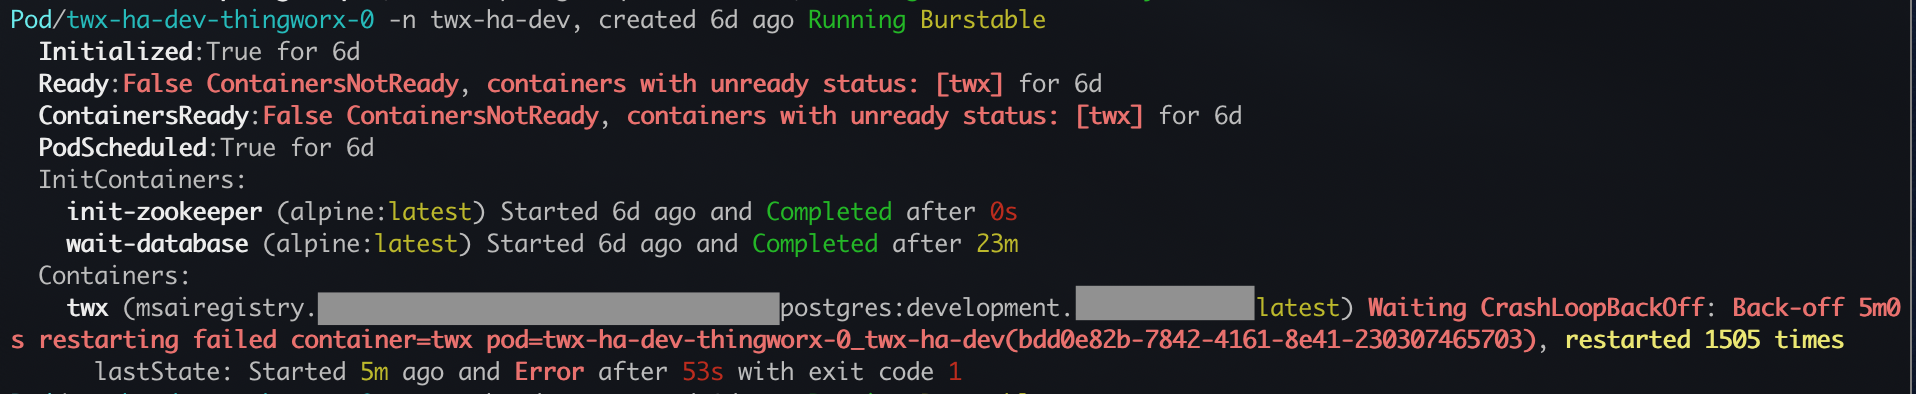 Pod/twx-ha-dev-thingworx-0 -n twx-ha-dev, created 6d ago Running Burstable
Initialized:True for 6d
Ready:False ContainersNotReady, containers with unready status: [twx] for 6d
ContainersReady:False ContainersNotReady, containers with unready status: [twx] for 6d
PodScheduled:True for 6d
InitContainers:
init-zookeeper (alpine:latest) Started 6d ago and Completed after 0s
wait-database (alpine:latest) Started 6d ago and Completed after 23m
Containers:
twx (msairegistry. postgres:development. latest) Waiting CrashLoopBackOff: Back-off 5m0
s restarting failed container=twx pod=twx-ha-dev-thingworx-0_twx-ha-dev(bdd0e82b-7842-4161-8e41-230307465703), restarted 1505 times
lastState: Started 5m ago and Error after 53s with exit code 1